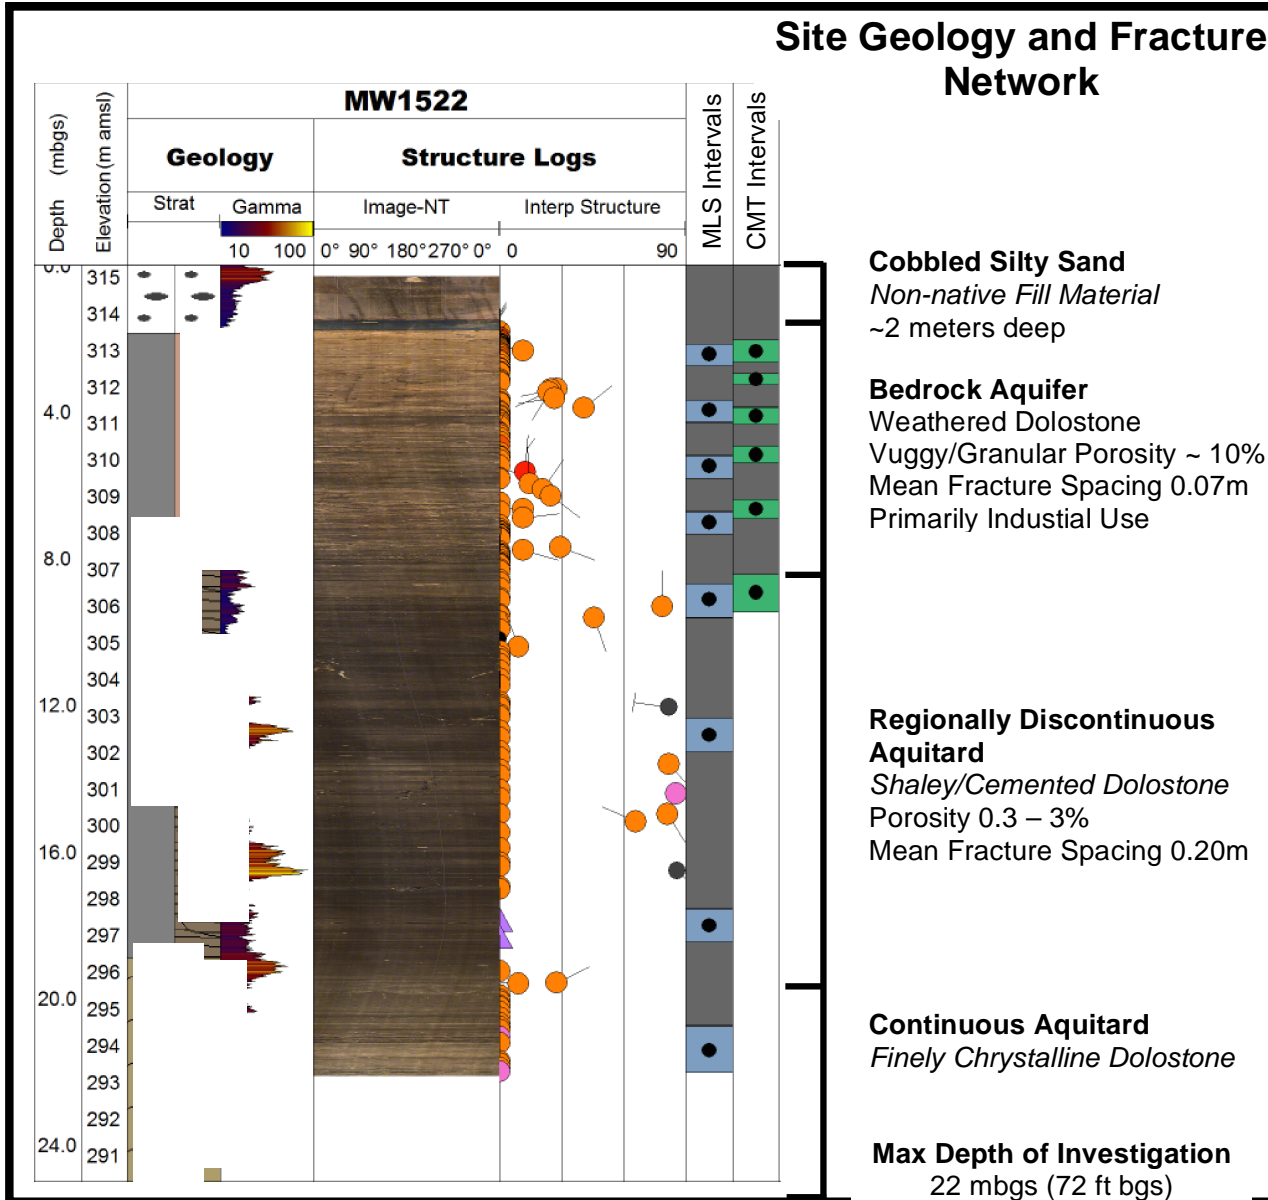 Site Geology and Fracture
Network
MW1522
Depth (mbgs)
Elevation (m amsl)
Geology
Structure Logs
MLS Intervals
CMT Intervals
Strat
Gamma
Image-NT
Interp Structure
10 100
0° 90° 180° 270° 0°
0 90
0.0
4.0
8.0
12.0
16.0
20.0
24.0
315
314
313
312
311
310
309
308
307
306
305
304
303
302
301
300
299
298
297
296
295
294
293
292
291
Cobbled Silty Sand
Non-native Fill Material
~2 meters deep
Bedrock Aquifer
Weathered Dolostone
Vuggy/Granular Porosity ~ 10%
Mean Fracture Spacing 0.07m
Primarily Industial Use
Regionally Discontinuous
Aquitard
Shaley/Cemented Dolostone
Porosity 0.3 – 3%
Mean Fracture Spacing 0.20m
Continuous Aquitard
Finely Chrystalline Dolostone
Max Depth of Investigation
22 mbgs (72 ft bgs)